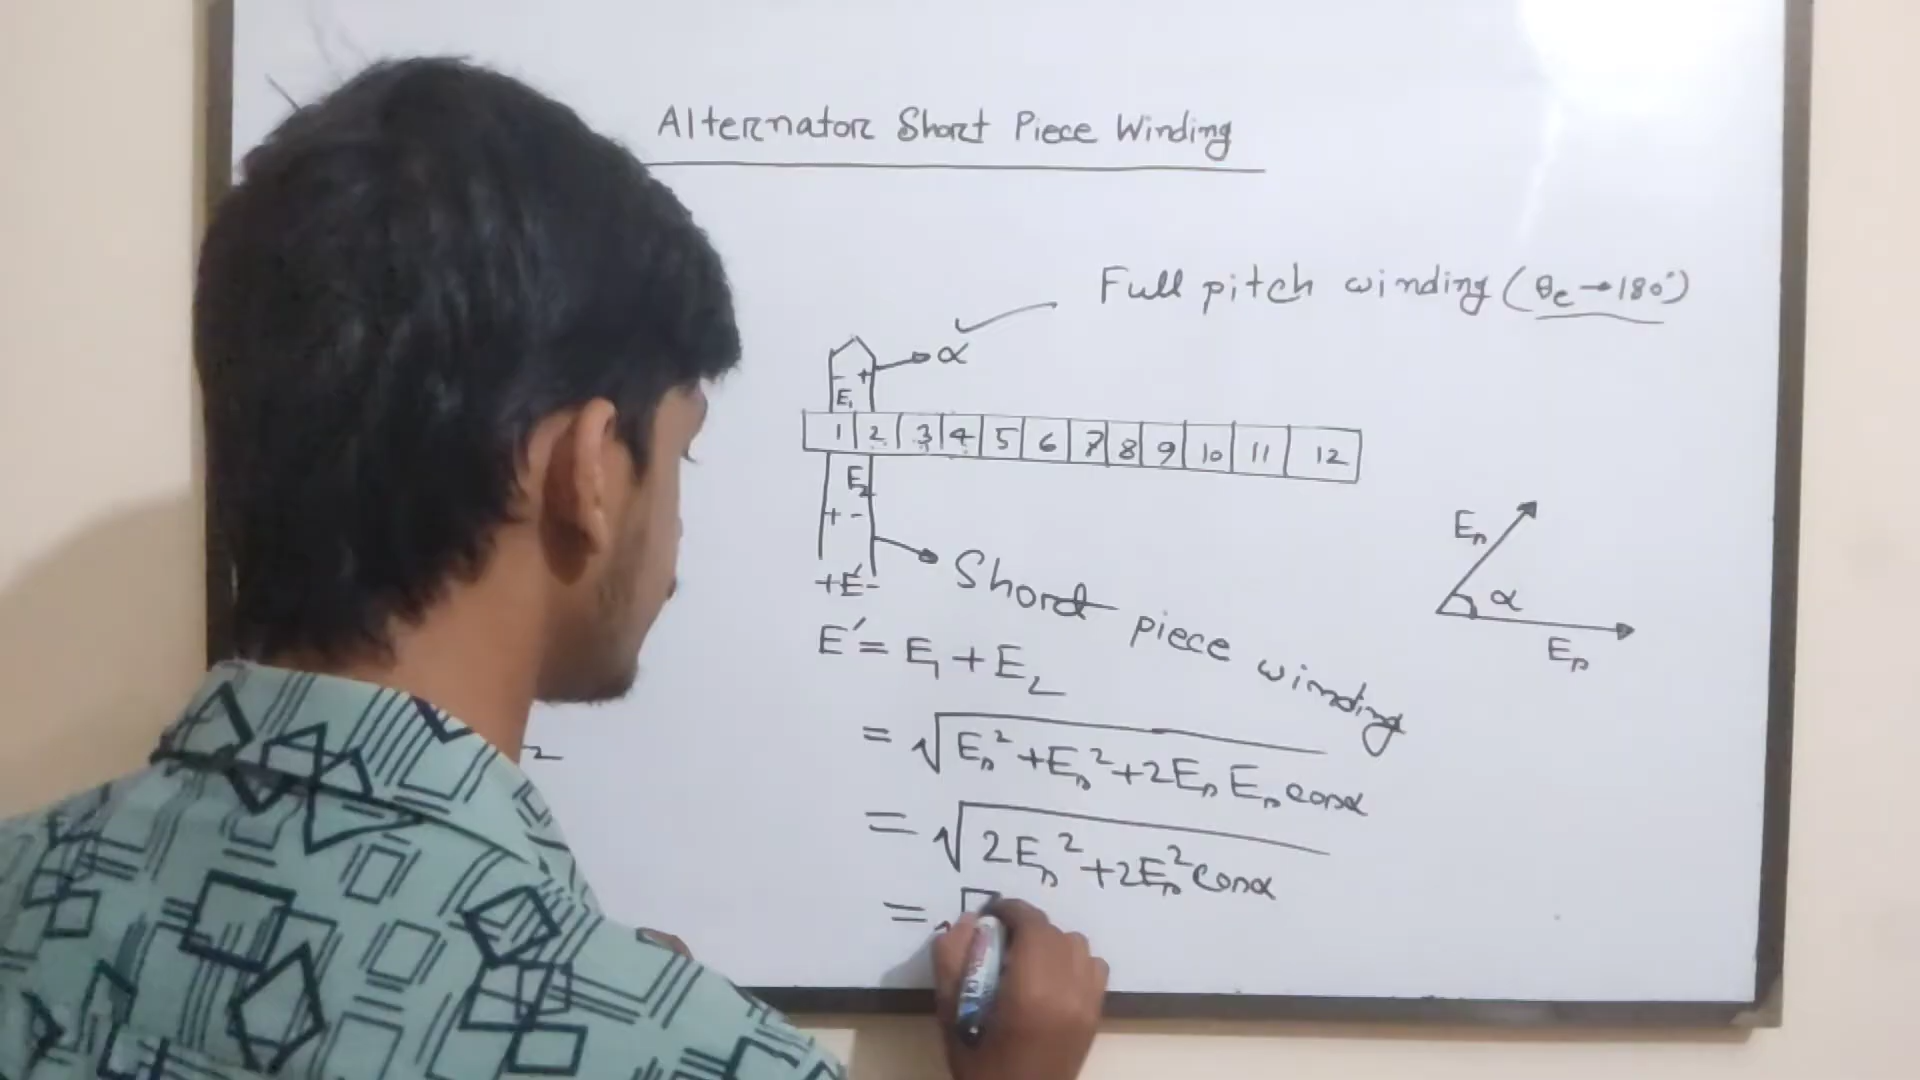 Alternator Short Piece Winding
Full pitch winding (θc → 180°)
α
- +
E₁
1 2 3 4 5 6 7 8 9 10 11 12
E₂
+ -
+E′-
Short piece winding
Eₙ
α
Eₙ
E′ = E₁ + E₂
= √Eₙ² + Eₙ² + 2Eₙ Eₙ cosα
= √2Eₙ² + 2Eₙ² cosα
= √
2